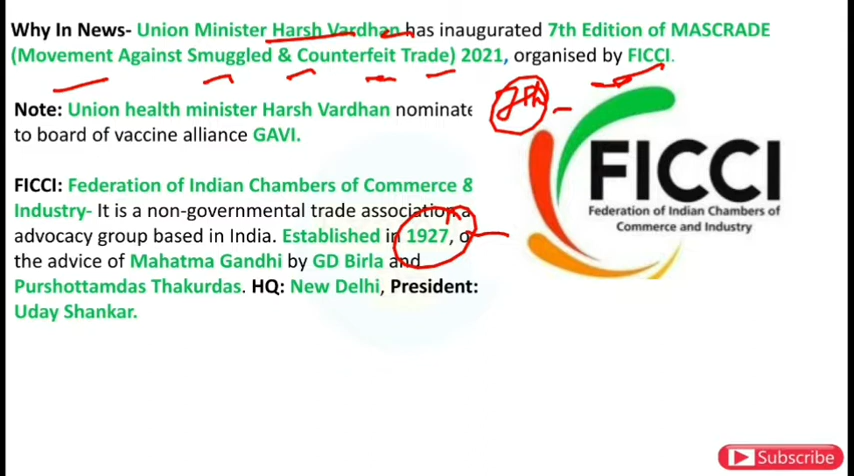 Why In News- Union Minister Harsh Vardhan has inaugurated 7th Edition of MASCRADE
(Movement Against Smuggled & Counterfeit Trade) 2021, organised by FICCI.
Note: Union health minister Harsh Vardhan nominate
to board of vaccine alliance GAVI.
7th
FICCI: Federation of Indian Chambers of Commerce &
Industry- It is a non-governmental trade association a
advocacy group based in India. Established in 1927, o
the advice of Mahatma Gandhi by GD Birla and
Purshottamdas Thakurdas. HQ: New Delhi, President:
Uday Shankar.
FICCI
Federation of Indian Chambers of
Commerce and Industry
Subscribe